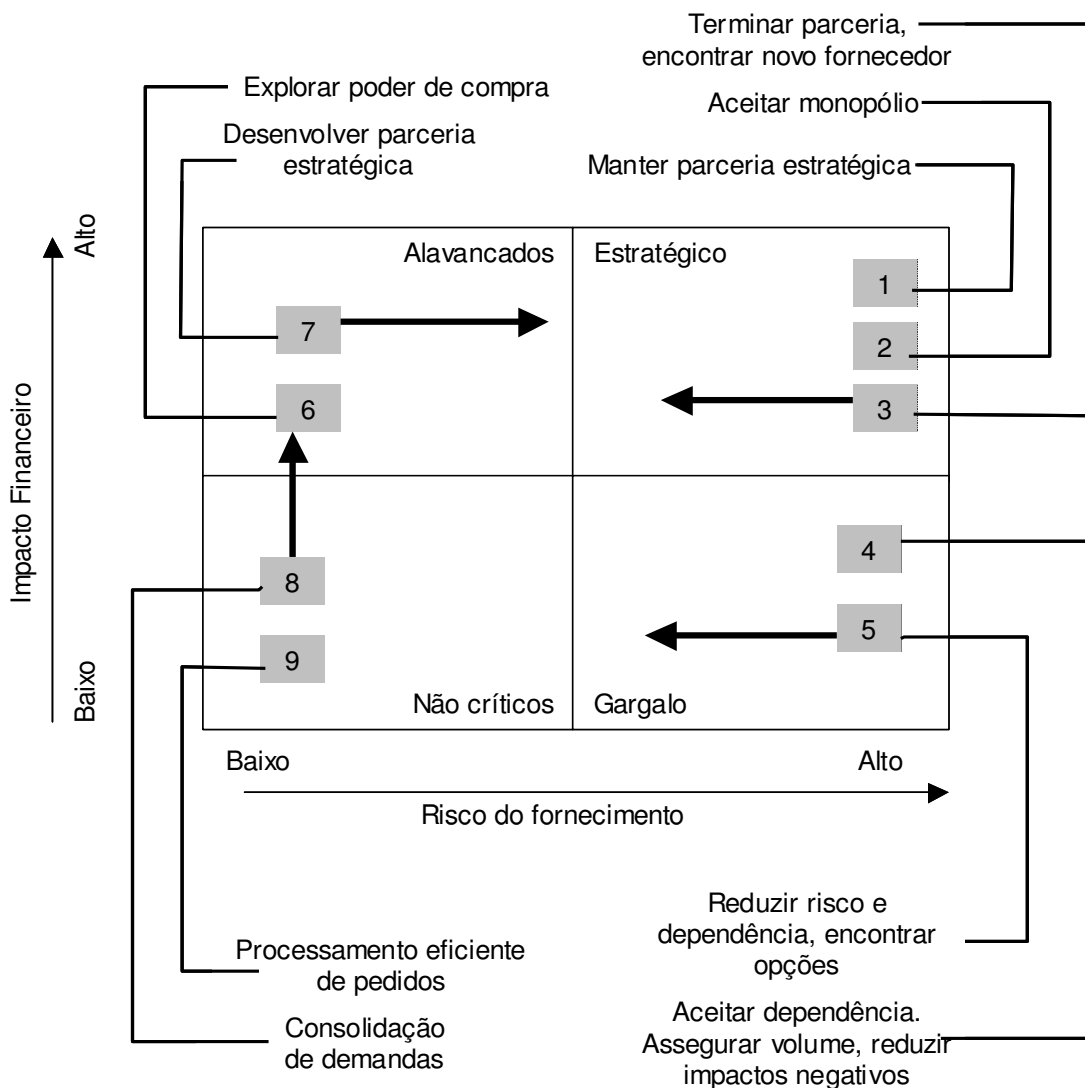 Terminar parceria,
encontrar novo fornecedor
Explorar poder de compra
Aceitar monopólio
Desenvolver parceria
estratégica
Manter parceria estratégica
Alto
Impacto Financeiro
Baixo
Alavancados
Estratégico
1
7
2
6
3
4
8
5
9
Não críticos
Gargalo
Baixo
Alto
Risco do fornecimento
Reduzir risco e
dependência, encontrar
opções
Processamento eficiente
de pedidos
Consolidação
de demandas
Aceitar dependência.
Assegurar volume, reduzir
impactos negativos